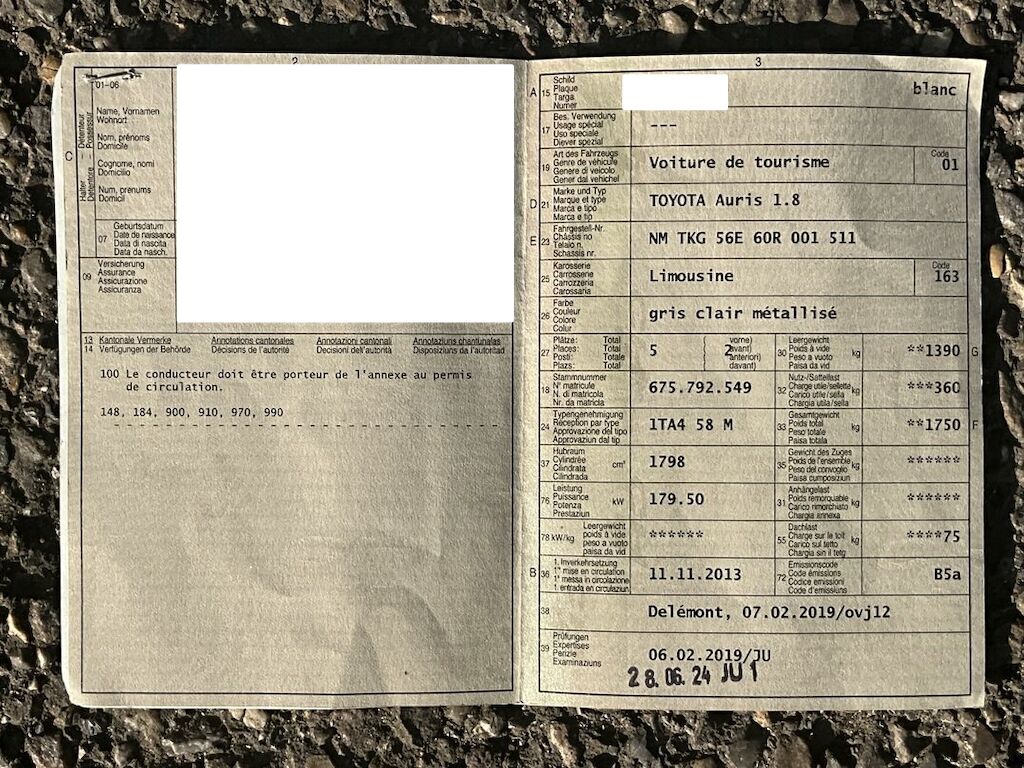 2
01-06
Detenteur Possessur
Halter Detentore
C
Name, Vornamen
Wohnort
Nom, prénoms
Domicile
Cognome, nomi
Domicilio
Num, prenums
Domicil
07
Geburtsdatum
Date de naissance
Data di nascita
Data da nasch.
09
Versicherung
Assurance
Assicurazione
Assicuranza
13 Kantonale Vermerke Annotations cantonales Annotazioni cantonali Annotaziuns chantunalas
14 Verfügungen der Behörde Décisions de l'autorité Decisioni dell'autorità Disposiziuns da l'autoritad
100 Le conducteur doit être porteur de l'annexe au permis
de circulation.
148, 184, 900, 910, 970, 990
3
A 15
Schild
Plaque
Targa
Numer
blanc
17
Bes. Verwendung
Usage spécial
Uso speciale
Diever spezial
---
19
Art des Fahrzeugs
Genre de véhicule
Genere di veicolo
Gener dal vehichel
Voiture de tourisme
Code
01
D 21
Marke und Typ
Marque et type
Marca e tipo
Marca e tip
TOYOTA Auris 1.8
E 23
Fahrgestell-Nr.
Châssis no
Telaio n.
Schassis nr.
NM TKG 56E 60R 001 511
25
Karosserie
Carrosserie
Carrozzeria
Carossaria
Limousine
Code
163
26
Farbe
Couleur
Colore
Colur
gris clair métallisé
27
Plätze: Total
Places: Total
Posti: Totale
Plazs: Total
5
2
vorne)
avant)
anteriori)
davant)
30
Leergewicht
Poids à vide
Peso a vuoto
Paisa da vid
kg
**1390
G
18
Stammnummer
N° matricule
N. di matricola
Nr. da matricla
675.792.549
32
Nutz-/Sattellast
Charge utile/sellette
Carico utile/sella
Chargia utila/sella
kg
***360
24
Typengenehmigung
Réception par type
Approvazione del tipo
Approvaziun dal tip
1TA4 58 M
33
Gesamtgewicht
Poids total
Peso totale
Paisa totala
kg
**1750
F
37
Hubraum
Cylindrée
Cilindrata
Cilindrada
cm³
1798
35
Gewicht des Zuges
Poids de l'ensemble
Peso del convoglio
Paisa cumposiziun
kg
******
76
Leistung
Puissance
Potenza
Prestaziun
kW
179.50
31
Anhängelast
Poids remorquable
Carico rimorchiato
Chargia annexa
kg
******
78 kW/kg
Leergewicht
poids à vide
peso a vuoto
paisa da vid
******
55
Dachlast
Charge sur le toit
Carico sul tetto
Chargia sin il tetg
kg
****75
B 36
1. Inverkehrsetzung
1re mise en circulation
1a messa in circolazione
1. entrada en circulaziun
11.11.2013
72
Emissionscode
Code émissions
Codice emissioni
Code d'emissiuns
B5a
38
Delémont, 07.02.2019/ovj12
39
Prüfungen
Expertises
Perizie
Examinaziuns
06.02.2019/JU
28.06.24 JU 1